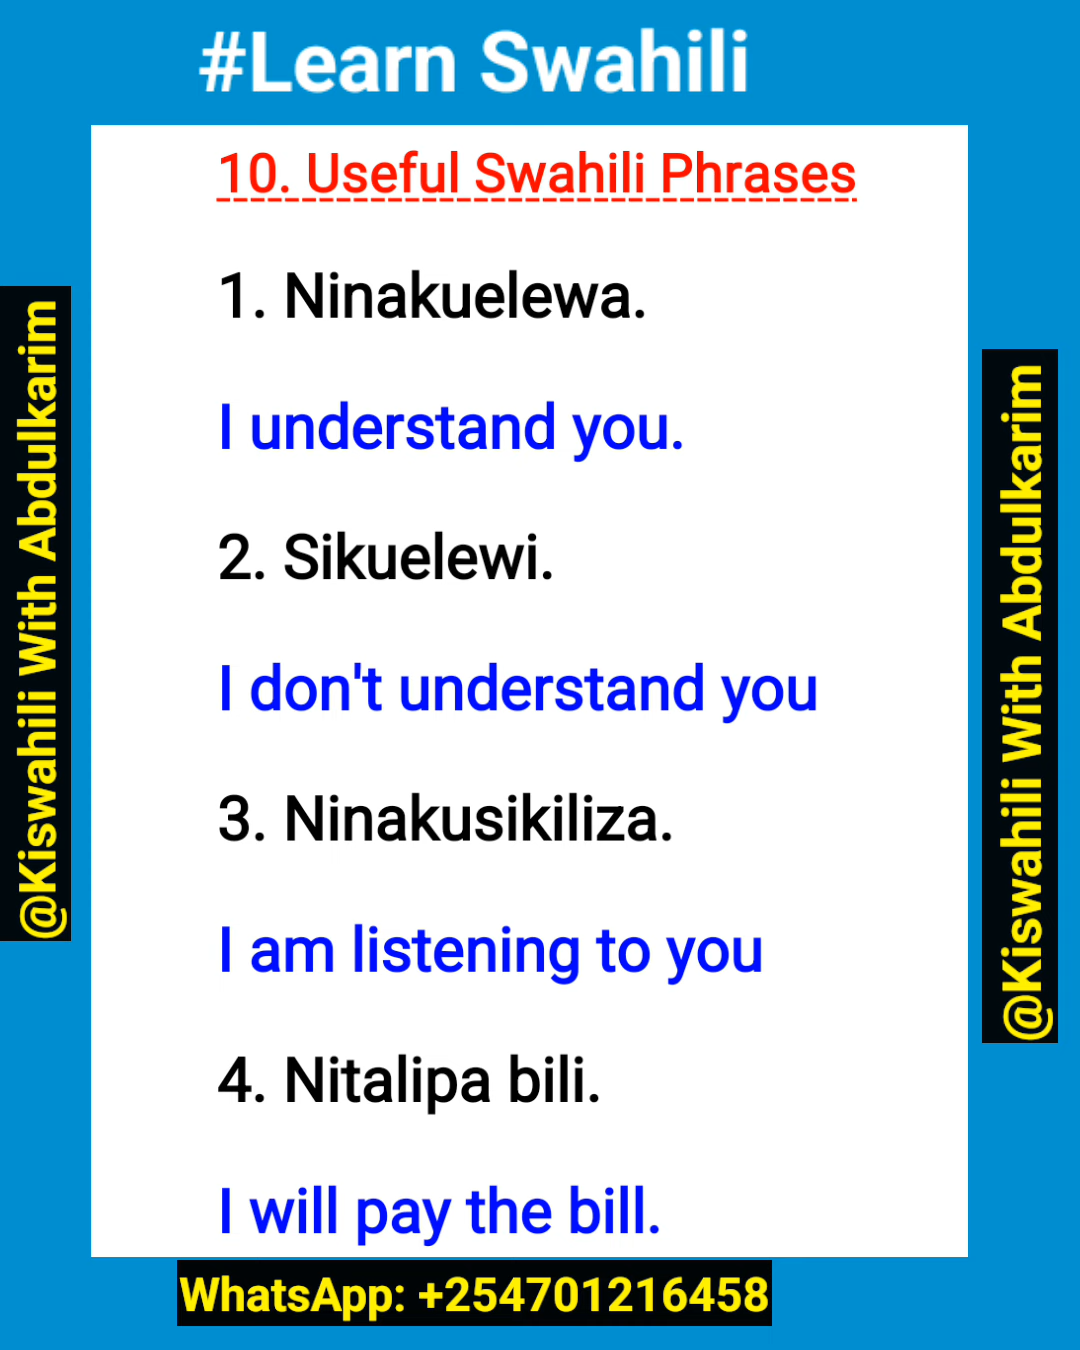 #Learn Swahili
10. Useful Swahili Phrases
1. Ninakuelewa.
I understand you.
2. Sikuelewi.
I don't understand you
3. Ninakusikiliza.
I am listening to you
4. Nitalipa bili.
I will pay the bill.
@Kiswahili With Abdulkarim
@Kiswahili With Abdulkarim
WhatsApp: +254701216458